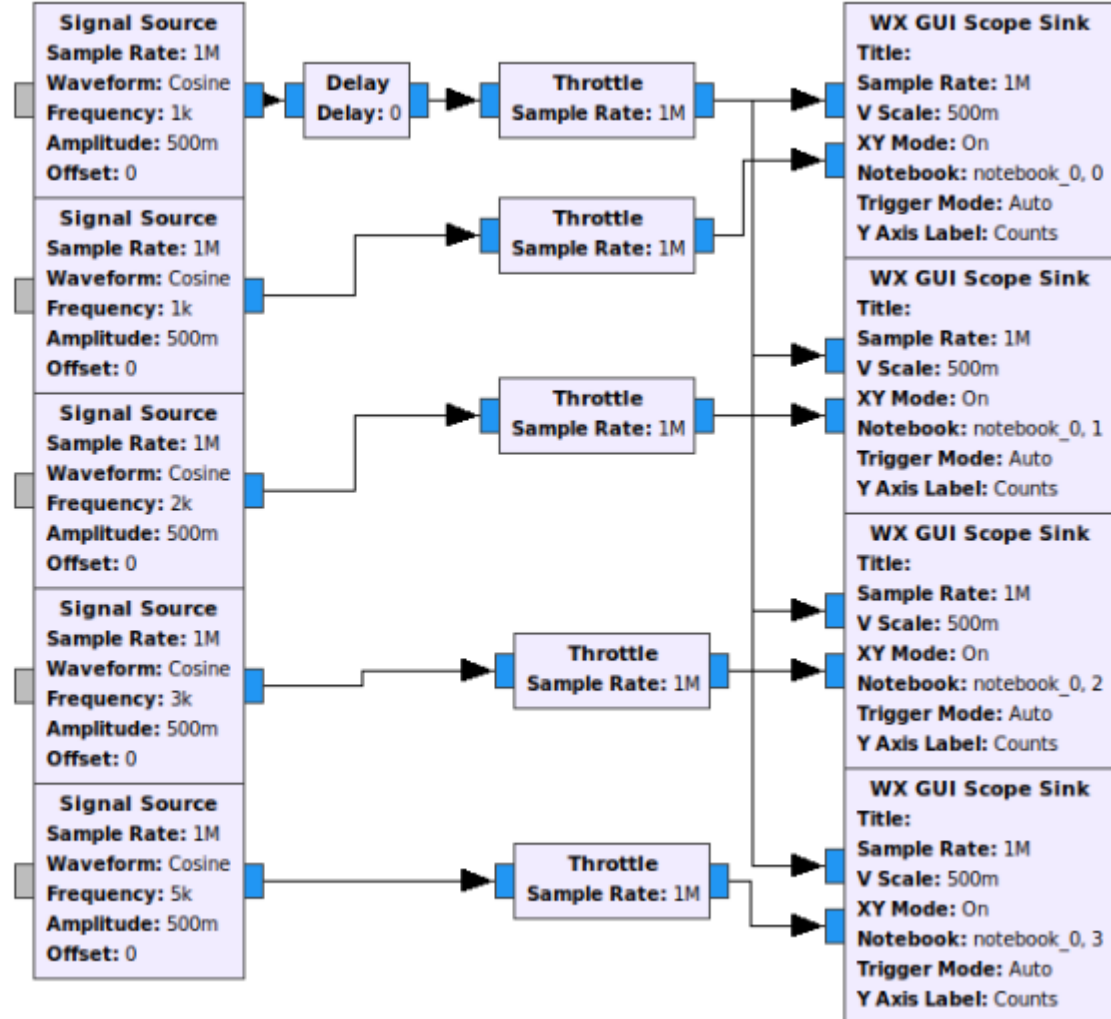 Signal Source
Sample Rate: 1M
Waveform: Cosine
Frequency: 1k
Amplitude: 500m
Offset: 0
Signal Source
Sample Rate: 1M
Waveform: Cosine
Frequency: 1k
Amplitude: 500m
Offset: 0
Signal Source
Sample Rate: 1M
Waveform: Cosine
Frequency: 2k
Amplitude: 500m
Offset: 0
Signal Source
Sample Rate: 1M
Waveform: Cosine
Frequency: 3k
Amplitude: 500m
Offset: 0
Signal Source
Sample Rate: 1M
Waveform: Cosine
Frequency: 5k
Amplitude: 500m
Offset: 0
Delay
Delay: 0
Throttle
Sample Rate: 1M
Throttle
Sample Rate: 1M
Throttle
Sample Rate: 1M
Throttle
Sample Rate: 1M
Throttle
Sample Rate: 1M
WX GUI Scope Sink
Title:
Sample Rate: 1M
V Scale: 500m
XY Mode: On
Notebook: notebook_0, 0
Trigger Mode: Auto
Y Axis Label: Counts
WX GUI Scope Sink
Title:
Sample Rate: 1M
V Scale: 500m
XY Mode: On
Notebook: notebook_0, 1
Trigger Mode: Auto
Y Axis Label: Counts
WX GUI Scope Sink
Title:
Sample Rate: 1M
V Scale: 500m
XY Mode: On
Notebook: notebook_0, 2
Trigger Mode: Auto
Y Axis Label: Counts
WX GUI Scope Sink
Title:
Sample Rate: 1M
V Scale: 500m
XY Mode: On
Notebook: notebook_0, 3
Trigger Mode: Auto
Y Axis Label: Counts